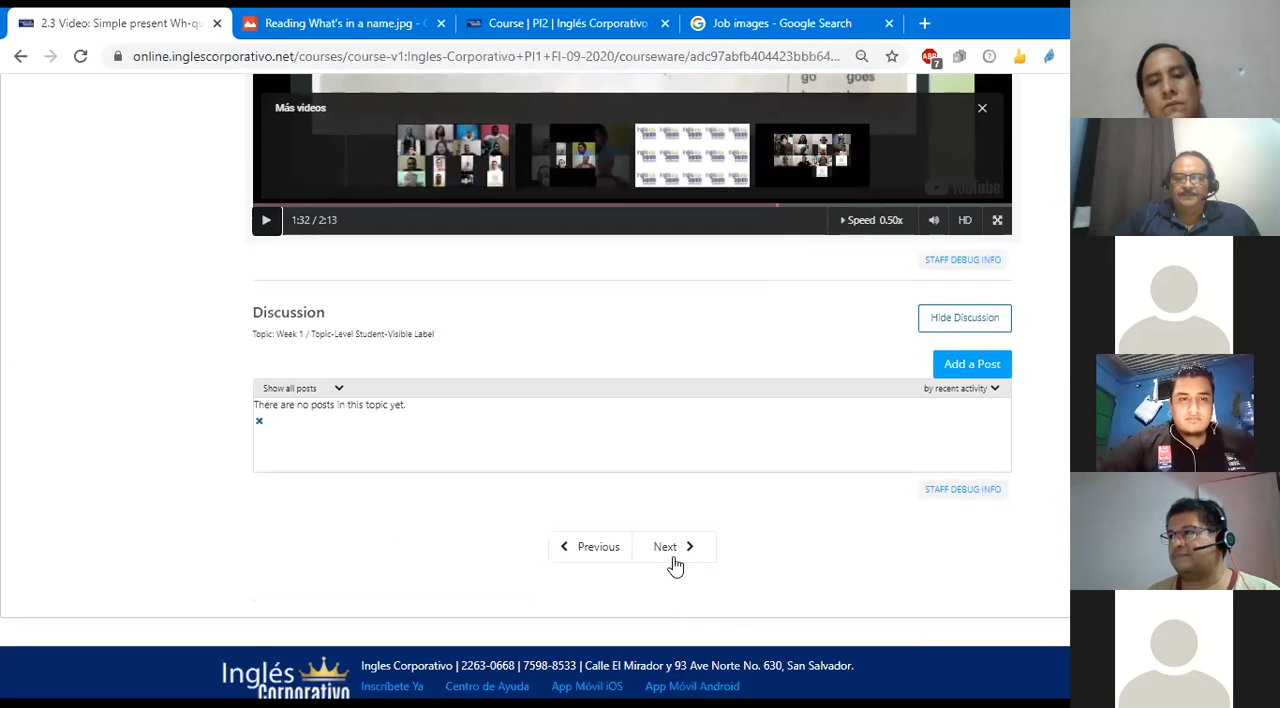 2.3 Video: Simple present Wh-qu
Reading What's in a name.jpg - G
Course | PI2 | Inglés Corporativo
Job images - Google Search
online.inglescorporativo.net/courses/course-v1:Ingles-Corporativo+PI1+FI-09-2020/courseware/adc97abfb404423bbb64...
ABP
7
go goes
Más videos
YouTube
1:32 / 2:13
Speed 0.50x
HD
STAFF DEBUG INFO
Discussion
Topic: Week 1 / Topic-Level Student-Visible Label
Hide Discussion
Add a Post
Show all posts
by recent activity
There are no posts in this topic yet.
STAFF DEBUG INFO
Previous
Next
Inglés
Corporativo
Ingles Corporativo | 2263-0668 | 7598-8533 | Calle El Mirador y 93 Ave Norte No. 630, San Salvador.
Inscríbete Ya
Centro de Ayuda
App Móvil iOS
App Móvil Android